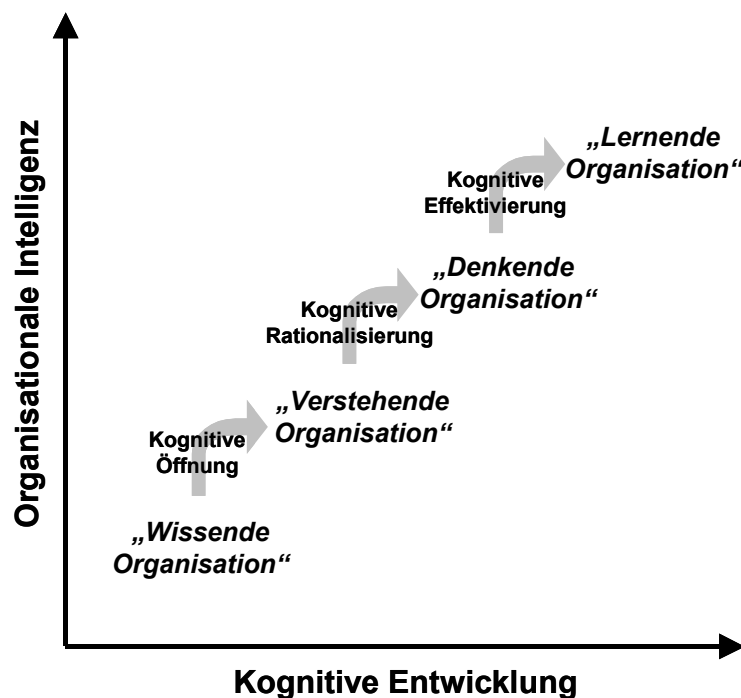 Organisationale Intelligenz
„Lernende
Organisation“
Kognitive
Effektivierung
„Denkende
Organisation“
Kognitive
Rationalisierung
„Verstehende
Organisation“
Kognitive
Öffnung
„Wissende
Organisation“
Kognitive Entwicklung